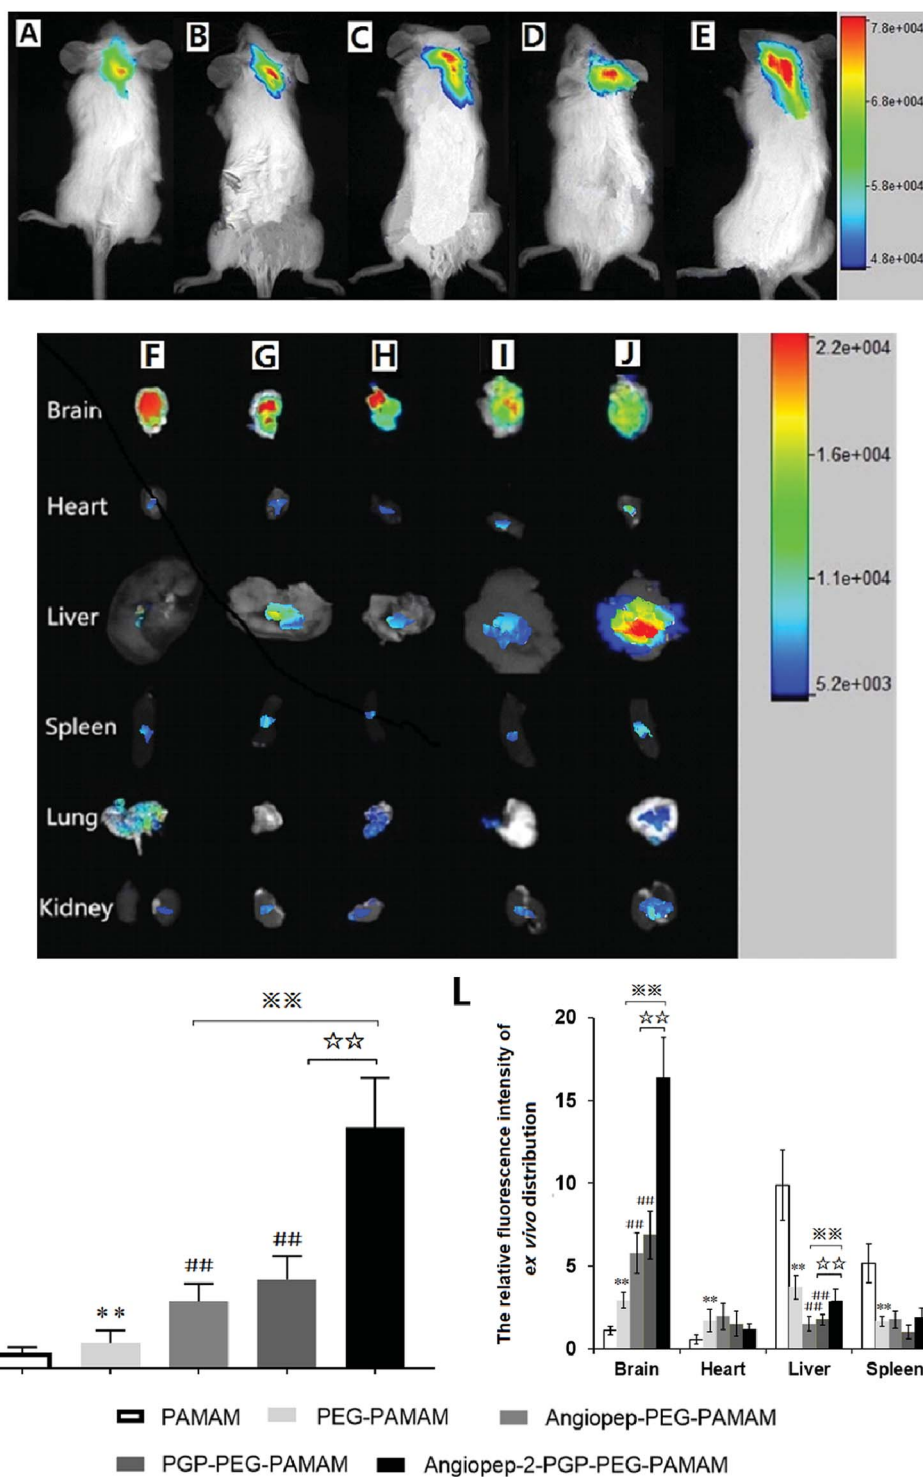 A B C D E
7.8e+004
6.8e+004
5.8e+004
4.8e+004
F G H I J
Brain
Heart
Liver
Spleen
Lung
Kidney
2.2e+004
1.6e+004
1.1e+004
5.2e+003
※※
☆☆
**
##
##
L
The relative fluorescence intensity of
ex vivo distribution
20
15
10
5
0
※※
☆☆
**
##
##
**
※※
☆☆
**
##
##
**
Brain Heart Liver Spleen
PAMAM PEG-PAMAM Angiopep-PEG-PAMAM
PGP-PEG-PAMAM Angiopep-2-PGP-PEG-PAMAM